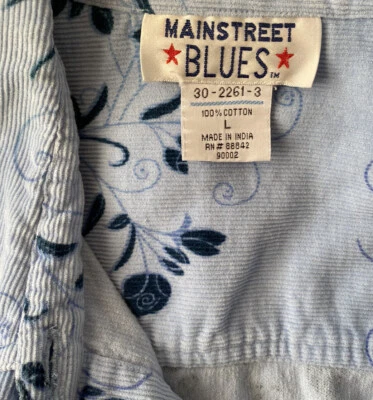 MAINSTREET
★BLUES★™
30-2261-3
100% COTTON
L
MADE IN INDIA
RN# 88842
90002